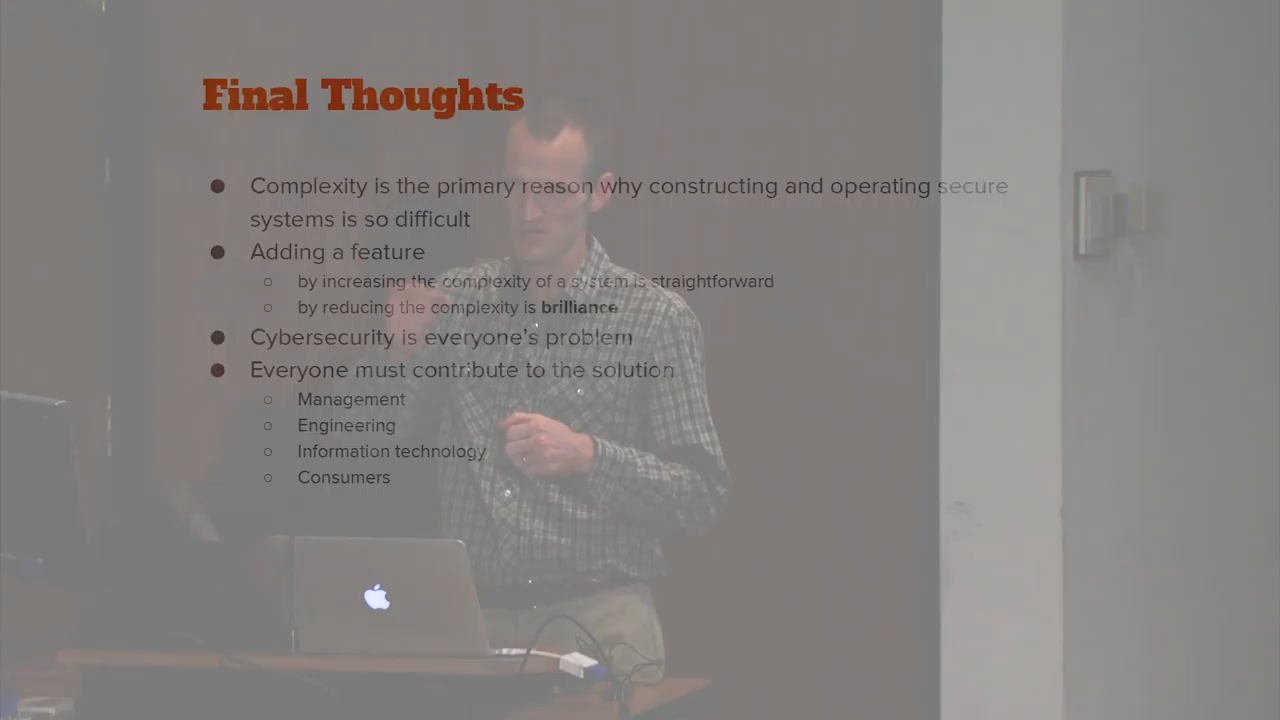 Final Thoughts
● Complexity is the primary reason why constructing and operating secure
systems is so difficult
● Adding a feature
○ by increasing the complexity of a system is straightforward
○ by reducing the complexity is brilliance
● Cybersecurity is everyone's problem
● Everyone must contribute to the solution
○ Management
○ Engineering
○ Information technology
○ Consumers